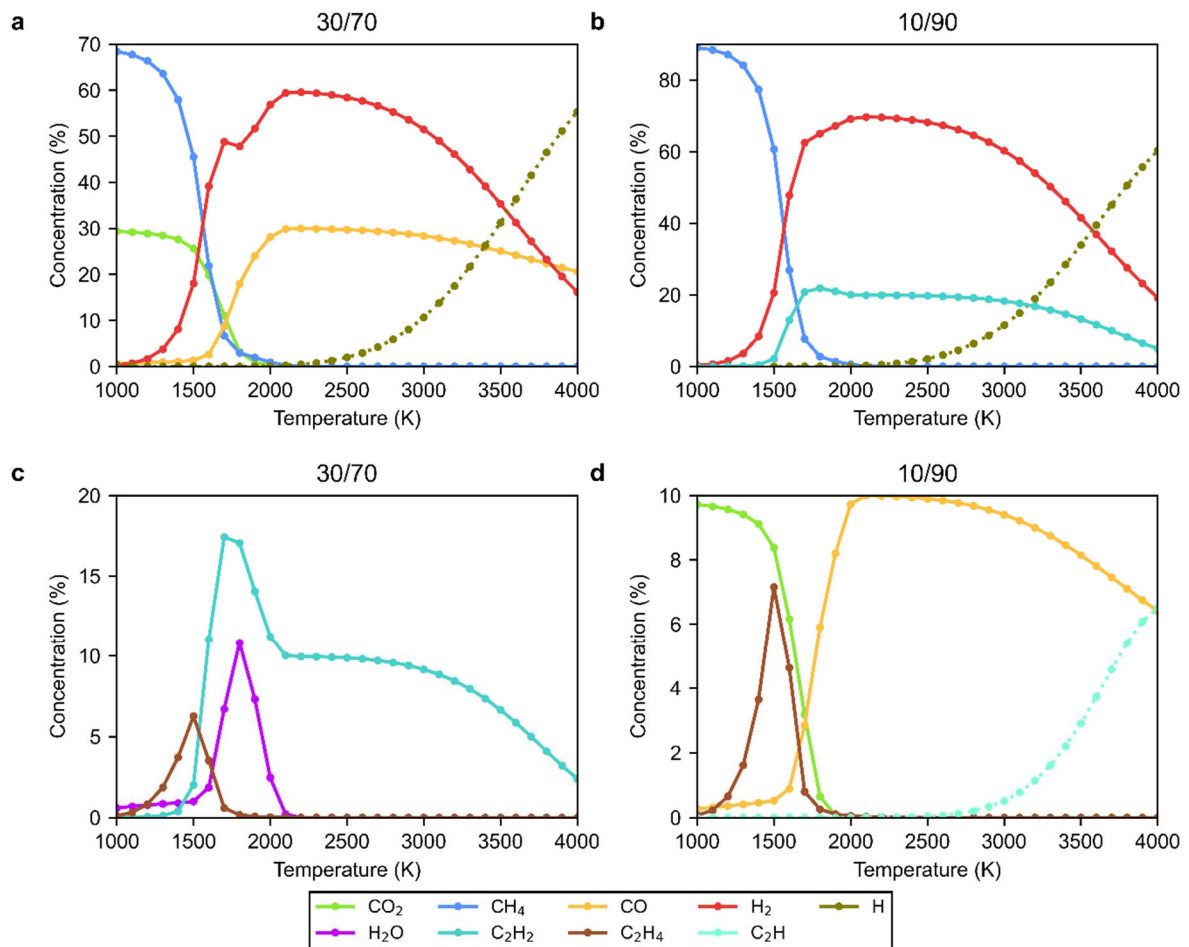 a 30/70
b 10/90
70
60
50
40
30
20
10
0
Concentration (%)
1000 1500 2000 2500 3000 3500 4000
Temperature (K)
80
60
40
20
0
Concentration (%)
1000 1500 2000 2500 3000 3500 4000
Temperature (K)
c 30/70
d 10/90
20
15
10
5
0
Concentration (%)
1000 1500 2000 2500 3000 3500 4000
Temperature (K)
10
8
6
4
2
0
Concentration (%)
1000 1500 2000 2500 3000 3500 4000
Temperature (K)
CO₂ CH₄ CO H₂ H
H₂O C₂H₂ C₂H₄ C₂H